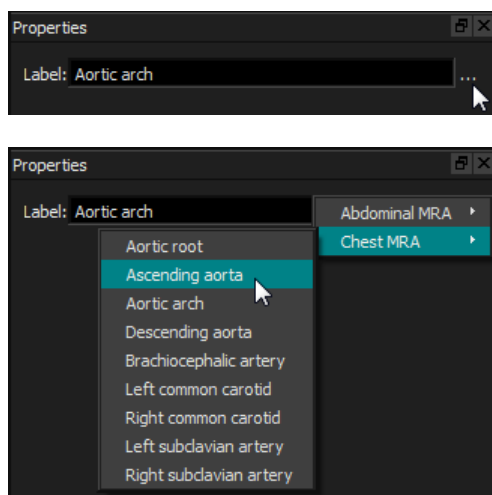 Properties
Label: Aortic arch ...
Properties
Label: Aortic arch
Abdominal MRA
Chest MRA
Aortic root
Ascending aorta
Aortic arch
Descending aorta
Brachiocephalic artery
Left common carotid
Right common carotid
Left subclavian artery
Right subclavian artery